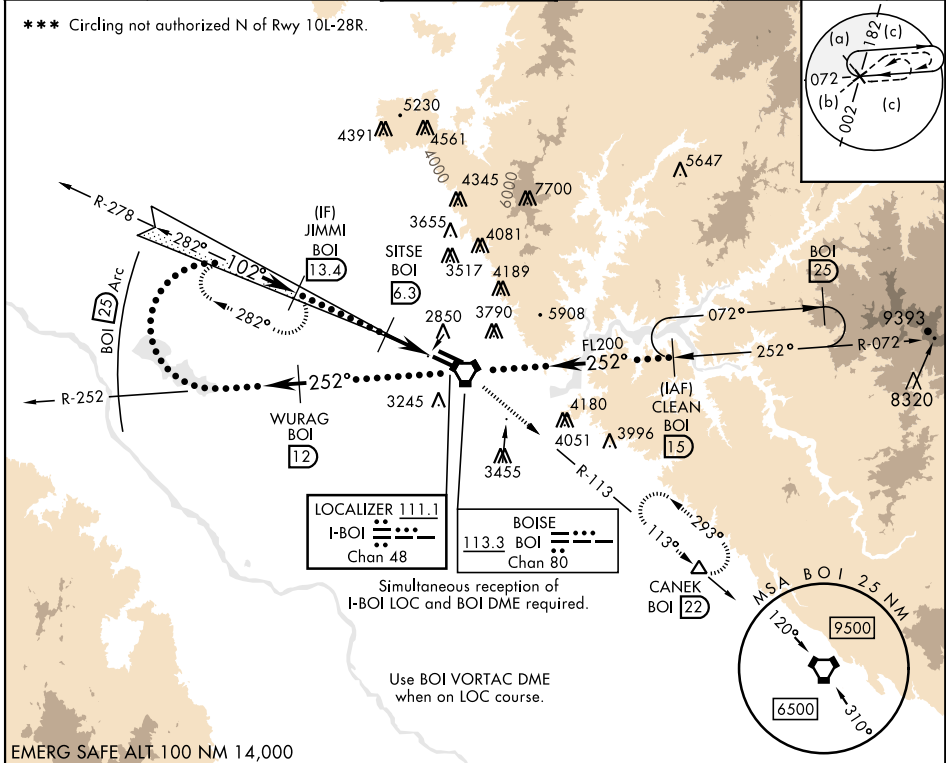 *** Circling not authorized N of Rwy 10L-28R.
(a)
182
(c)
072
(b)
002
(c)
5230
4391
4561
4000
4345
6000
7700
5647
3655
4081
3517
4189
R-278
282°
102°
(IF)
JIMMI
BOI
13.4
SITSE
BOI
6.3
BOI
25
BOI 25 Arc
282°
2850
3790
5908
072°
9393
FL200
252°
252°
R-072
8320
(IAF)
CLEAN
BOI
15
R-252
252°
WURAG
BOI
12
3245
4180
4051
3996
3455
R-113
LOCALIZER 111.1
I-BOI
Chan 48
BOISE
113.3 BOI
Chan 80
293°
113°
CANEK
BOI 22
Simultaneous reception of
I-BOI LOC and BOI DME required.
Use BOI VORTAC DME
when on LOC course.
MSA BOI 25 NM
120°
9500
6500
310°
EMERG SAFE ALT 100 NM 14,000